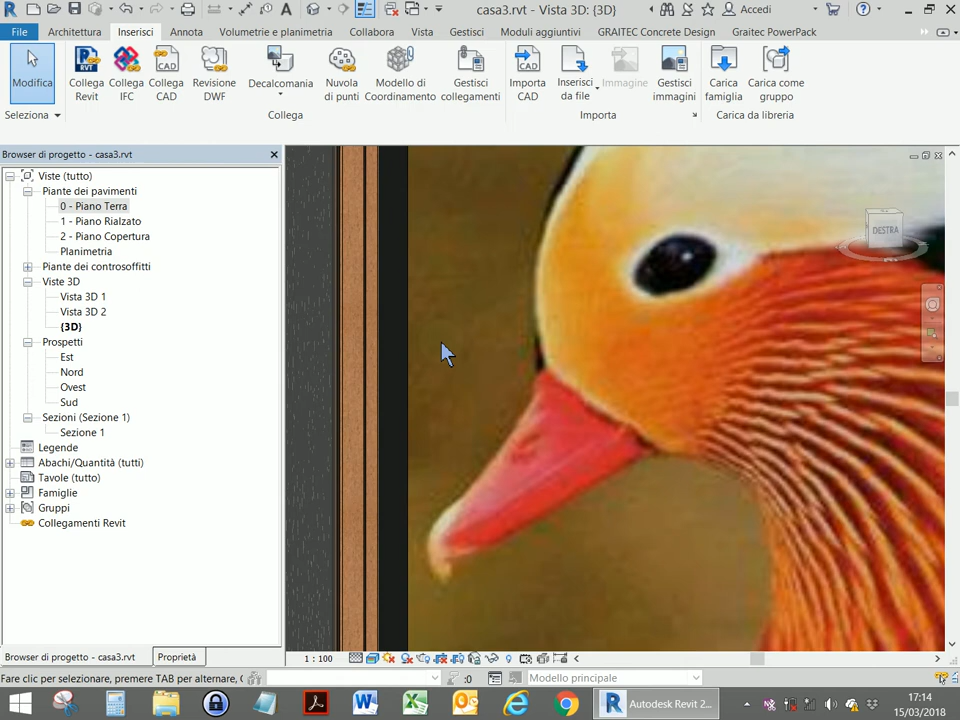 casa3.rvt - Vista 3D: {3D}
Accedi
File
Architettura
Inserisci
Annota
Volumetrie e planimetria
Collabora
Vista
Gestisci
Moduli aggiuntivi
GRAITEC Concrete Design
Graitec PowerPack
Modifica
Collega
Revit
Collega
IFC
Collega
CAD
Revisione
DWF
Decalcomania
Nuvola
di punti
Modello di
Coordinamento
Gestisci
collegamenti
Importa
CAD
Inserisci
da file
Immagine
Gestisci
immagini
Carica
famiglia
Carica come
gruppo
Seleziona
Collega
Importa
Carica da libreria
Browser di progetto - casa3.rvt
Viste (tutto)
Piante dei pavimenti
0 - Piano Terra
1 - Piano Rialzato
2 - Piano Copertura
Planimetria
Piante dei controsoffitti
Viste 3D
Vista 3D 1
Vista 3D 2
{3D}
Prospetti
Est
Nord
Ovest
Sud
Sezioni (Sezione 1)
Sezione 1
Legende
Abachi/Quantità (tutti)
Tavole (tutto)
Famiglie
Gruppi
Collegamenti Revit
DESTRA
Browser di progetto - casa3.rvt
Proprietà
1 : 100
Fare clic per selezionare, premere TAB per alternare, C
:0
Modello principale
Autodesk Revit 2...
17:14
15/03/2018